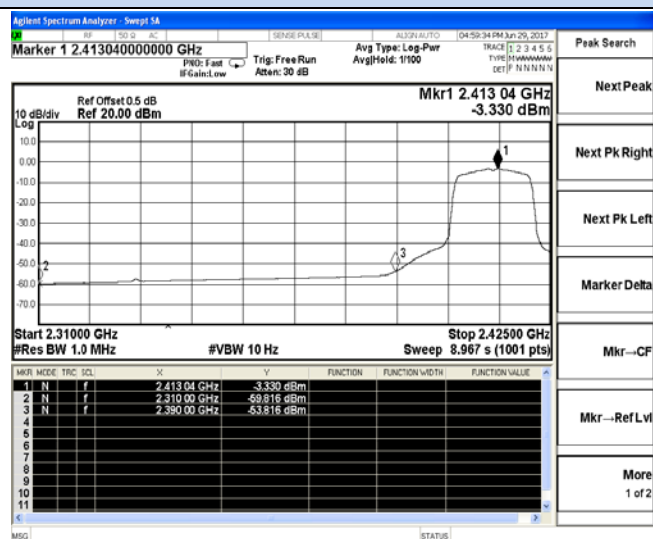 Agilent Spectrum Analyzer - Swept SA
RF 50 Ω AC SENSE:PULSE ALIGN AUTO 04:59:34 PM Jun 29, 2017
Marker 1 2.413040000000 GHz
PNO: Fast Trig: Free Run
IFGain:Low Atten: 30 dB
Avg Type: Log-Pwr
Avg|Hold: 1/100
TRACE 1 2 3 4 5 6
TYPE MWWWWW
DET P N N N N N
Peak Search
Ref Offset 0.5 dB
10 dB/div Ref 20.00 dBm
Log
Mkr1 2.413 04 GHz
-3.330 dBm
10.0
0.00
-10.0
-20.0
-30.0
-40.0
-50.0
-60.0
-70.0
1
2
3
Start 2.31000 GHz Stop 2.42500 GHz
#Res BW 1.0 MHz #VBW 10 Hz Sweep 8.967 s (1001 pts)
MKR MODE TRC SCL X Y FUNCTION FUNCTION WIDTH FUNCTION VALUE
1 N f 2.413 04 GHz -3.330 dBm
2 N f 2.310 00 GHz -59.816 dBm
3 N f 2.390 00 GHz -53.816 dBm
4
5
6
7
8
9
10
11
MSG STATUS
Next Peak
Next Pk Right
Next Pk Left
Marker Delta
Mkr→CF
Mkr→Ref Lvl
More
1 of 2